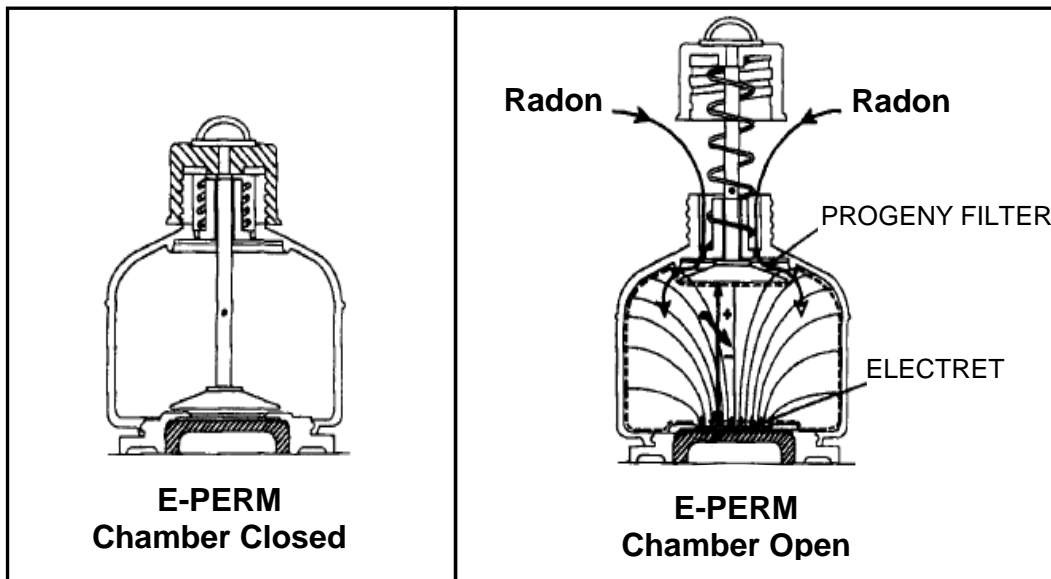 E-PERM
Chamber Closed
Radon
Radon
PROGENY FILTER
ELECTRET
E-PERM
Chamber Open